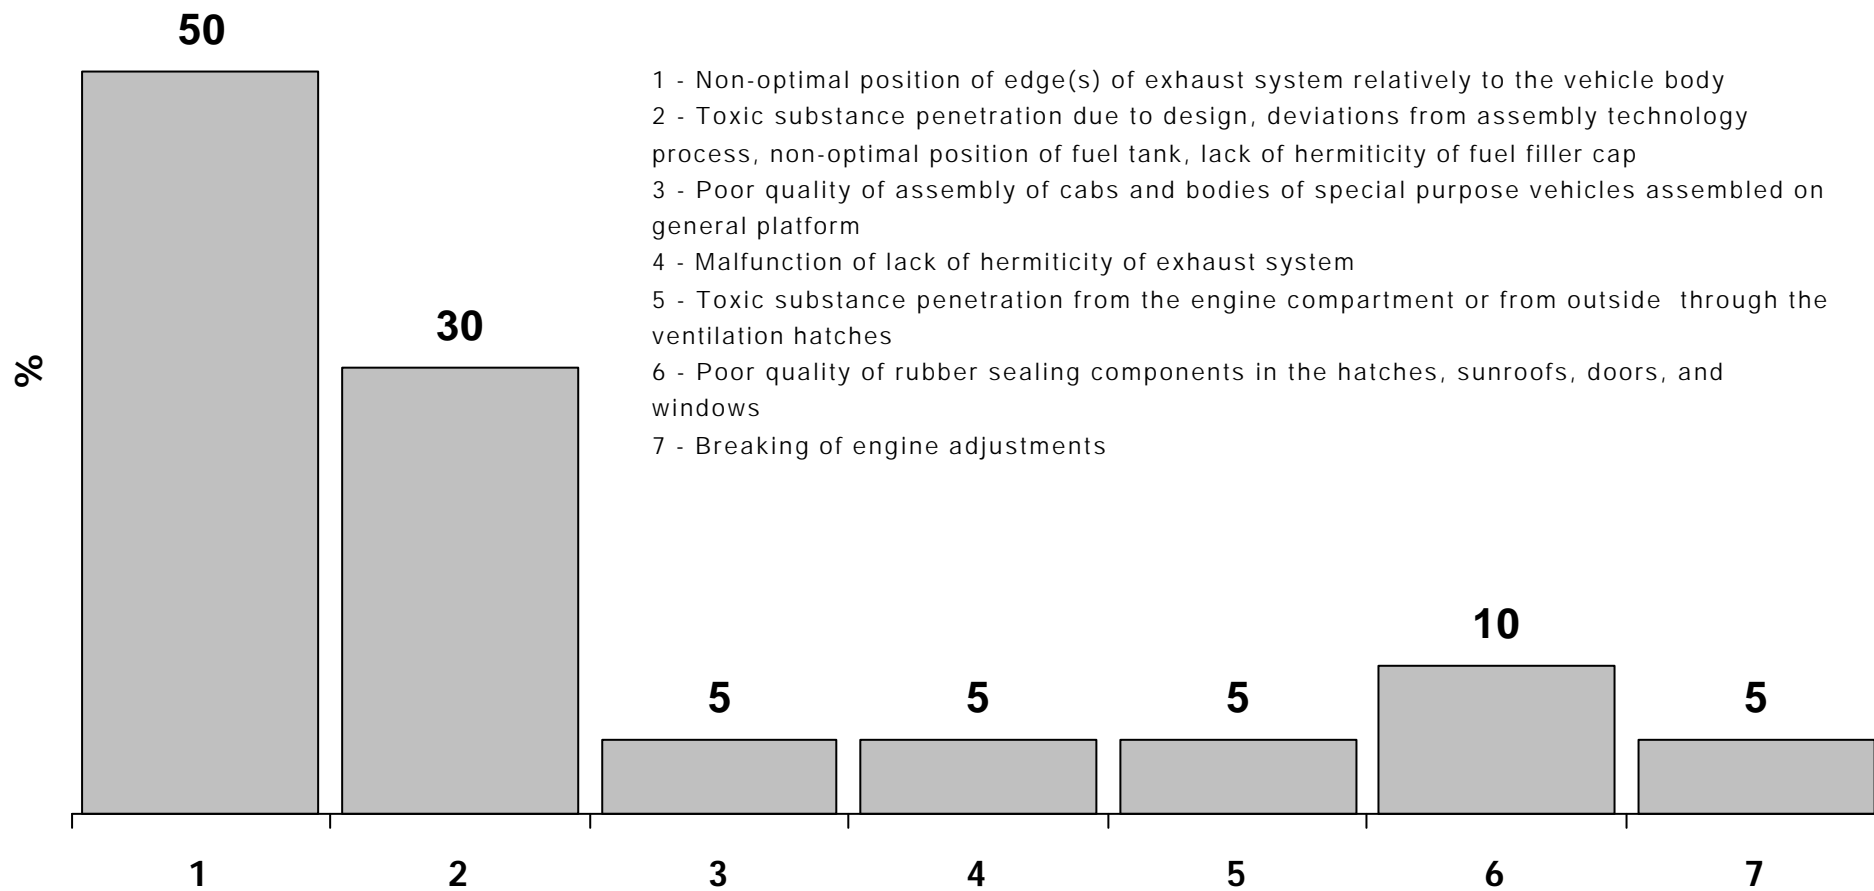 50
1 - Non-optimal position of edge(s) of exhaust system relatively to the vehicle body
2 - Toxic substance penetration due to design, deviations from assembly technology
process, non-optimal position of fuel tank, lack of hermiticity of fuel filler cap
3 - Poor quality of assembly of cabs and bodies of special purpose vehicles assembled on
general platform
4 - Malfunction of lack of hermiticity of exhaust system
5 - Toxic substance penetration from the engine compartment or from outside through the
ventilation hatches
6 - Poor quality of rubber sealing components in the hatches, sunroofs, doors, and
windows
7 - Breaking of engine adjustments
30
%
10
5
5
5
5
1
2
3
4
5
6
7